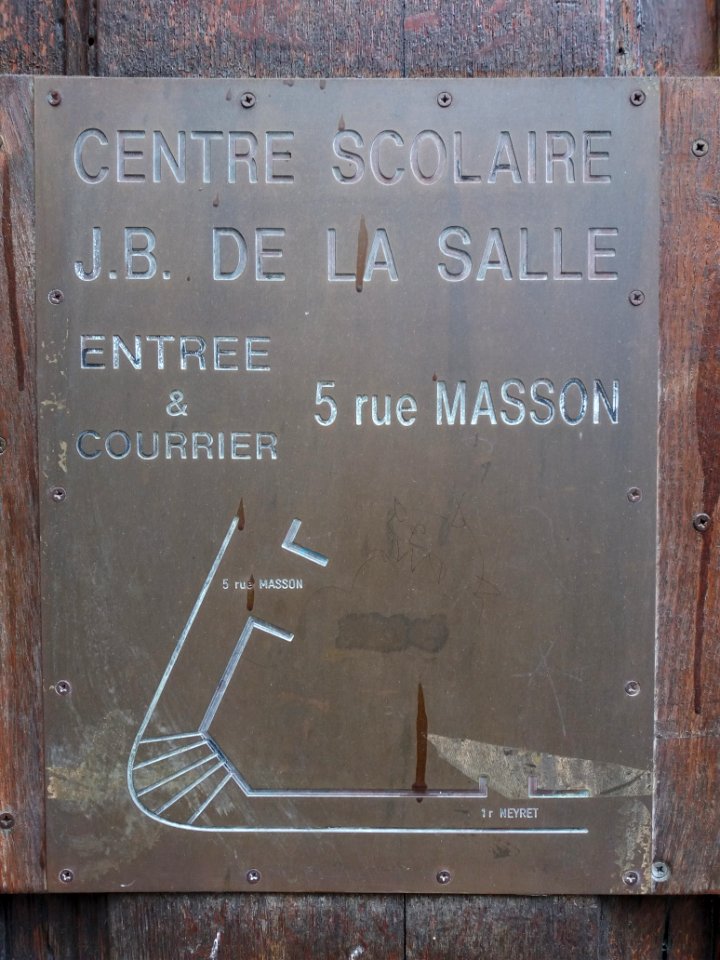 CENTRE SCOLAIRE
J.B. DE LA SALLE
ENTREE
&
COURRIER
5 rue MASSON
5 rue MASSON
1r NEYRET